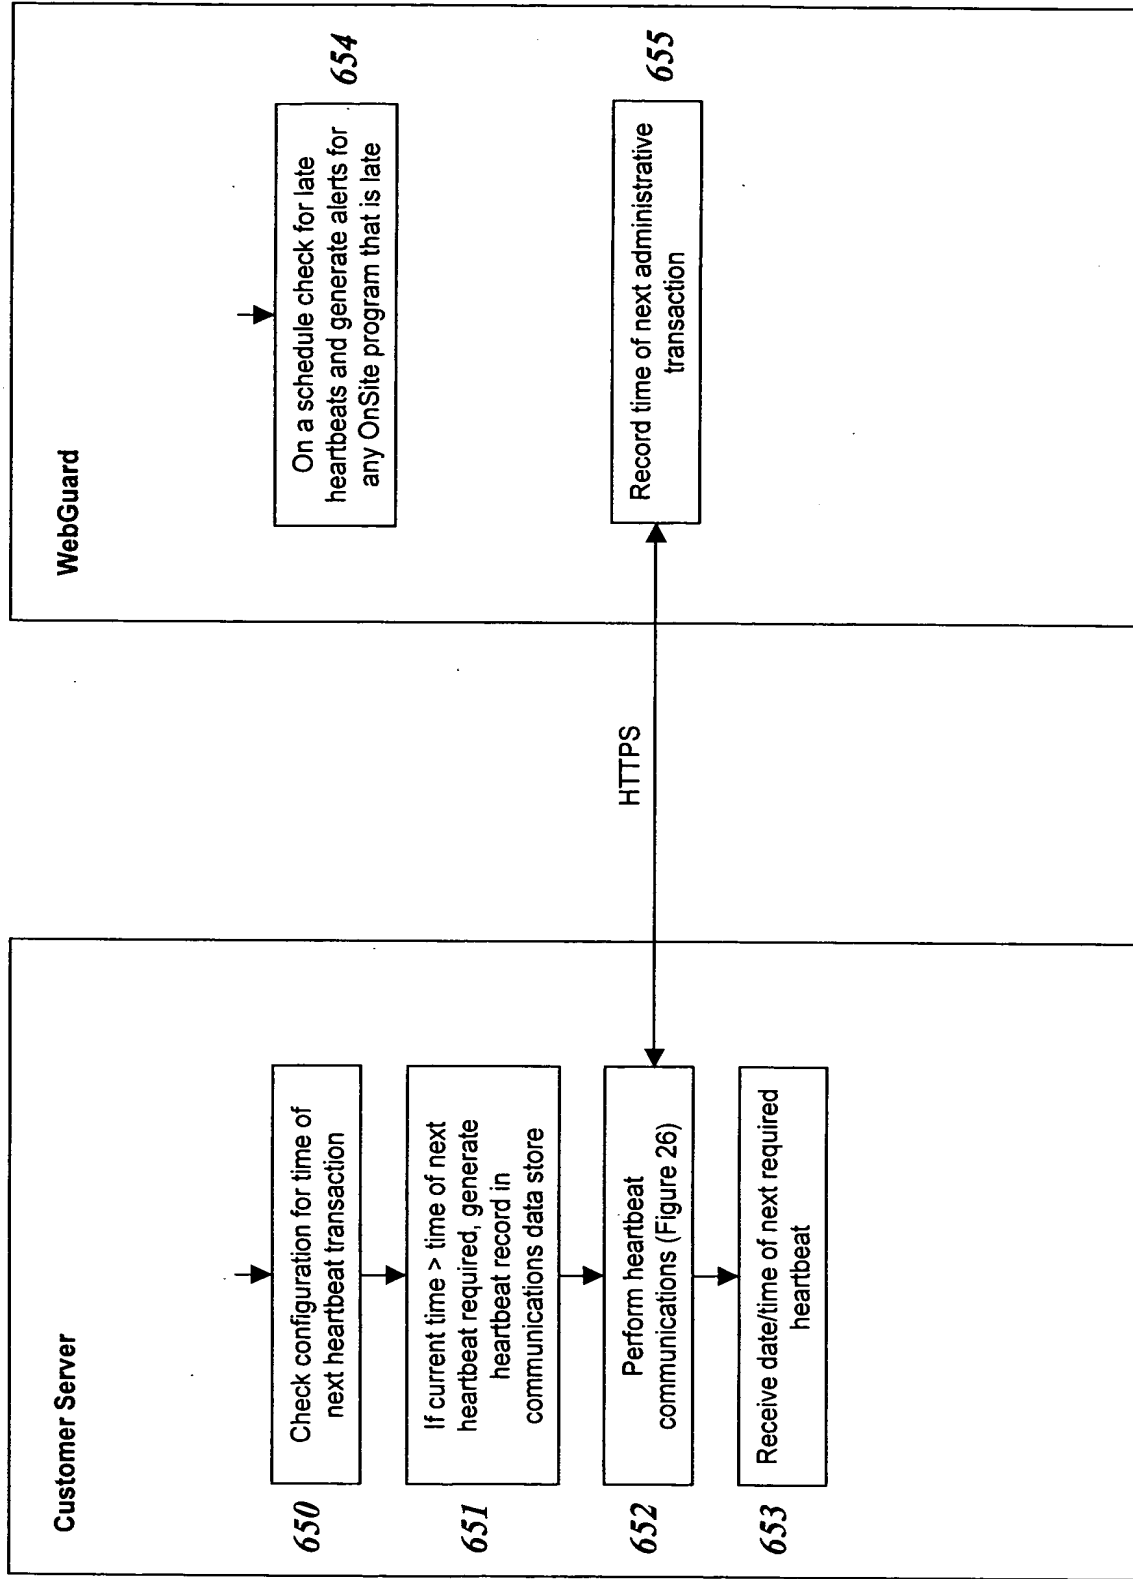 Customer Server
650
Check configuration for time of
next heartbeat transaction
651
If current time > time of next
heartbeat required, generate
heartbeat record in
communications data store
652
Perform heartbeat
communications (Figure 26)
653
Receive date/time of next required
heartbeat
HTTPS
WebGuard
On a schedule check for late
heartbeats and generate alerts for
any OnSite program that is late
654
Record time of next administrative
transaction
655